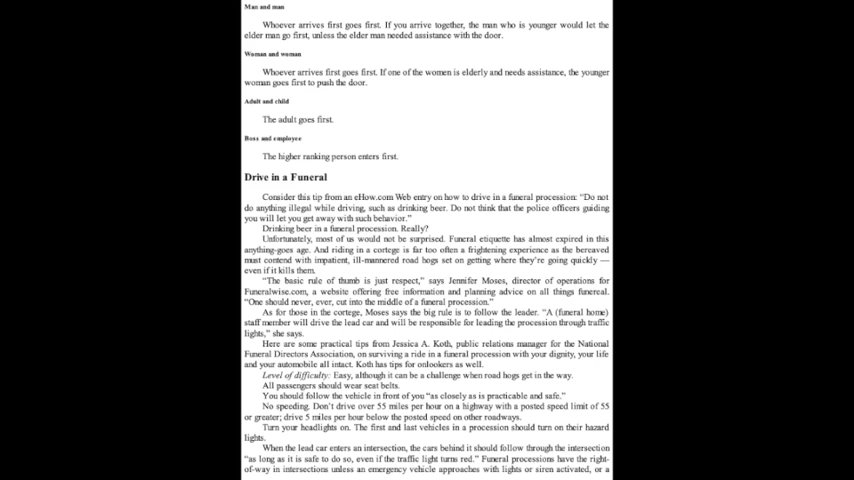 Man and man
Whoever arrives first goes first. If you arrive together, the man who is younger would let the
elder man go first, unless the elder man needed assistance with the door.
Woman and woman
Whoever arrives first goes first. If one of the women is elderly and needs assistance, the younger
woman goes first to push the door.
Adult and child
The adult goes first.
Boss and employee
The higher ranking person enters first.
Drive in a Funeral
Consider this tip from an eHow.com Web entry on how to drive in a funeral procession: “Do not
do anything illegal while driving, such as drinking beer. Do not think that the police officers guiding
you will let you get away with such behavior.”
Drinking beer in a funeral procession. Really?
Unfortunately, most of us would not be surprised. Funeral etiquette has almost expired in this
anything-goes age. And riding in a cortege is far too often a frightening experience as the bereaved
must contend with impatient, ill-mannered road hogs set on getting where they’re going quickly —
even if it kills them.
“The basic rule of thumb is just respect,” says Jennifer Moses, director of operations for
Funeralwise.com, a website offering free information and planning advice on all things funereal.
“One should never, ever, cut into the middle of a funeral procession.”
As for those in the cortege, Moses says the big rule is to follow the leader. “A (funeral home)
staff member will drive the lead car and will be responsible for leading the procession through traffic
lights,” she says.
Here are some practical tips from Jessica A. Koth, public relations manager for the National
Funeral Directors Association, on surviving a ride in a funeral procession with your dignity, your life
and your automobile all intact. Koth has tips for onlookers as well.
Level of difficulty: Easy, although it can be a challenge when road hogs get in the way.
All passengers should wear seat belts.
You should follow the vehicle in front of you “as closely as is practicable and safe.”
No speeding. Don’t drive over 55 miles per hour on a highway with a posted speed limit of 55
or greater; drive 5 miles per hour below the posted speed on other roadways.
Turn your headlights on. The first and last vehicles in a procession should turn on their hazard
lights.
When the lead car enters an intersection, the cars behind it should follow through the intersection
“as long as it is safe to do so, even if the traffic light turns red.” Funeral processions have the right-
of-way in intersections unless an emergency vehicle approaches with lights or siren activated, or a